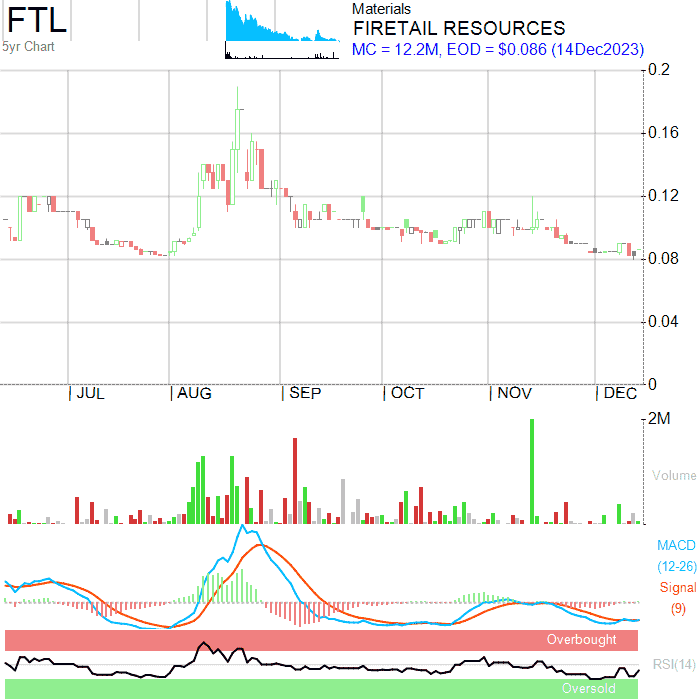 FTL
5yr Chart
Materials
FIRETAIL RESOURCES
MC = 12.2M, EOD = $0.086 (14Dec2023)
0.2
0.16
0.12
0.08
0.04
0
JUL AUG SEP OCT NOV DEC
2M
Volume
MACD
(12-26)
Signal
(9)
Overbought
RSI(14)
Oversold